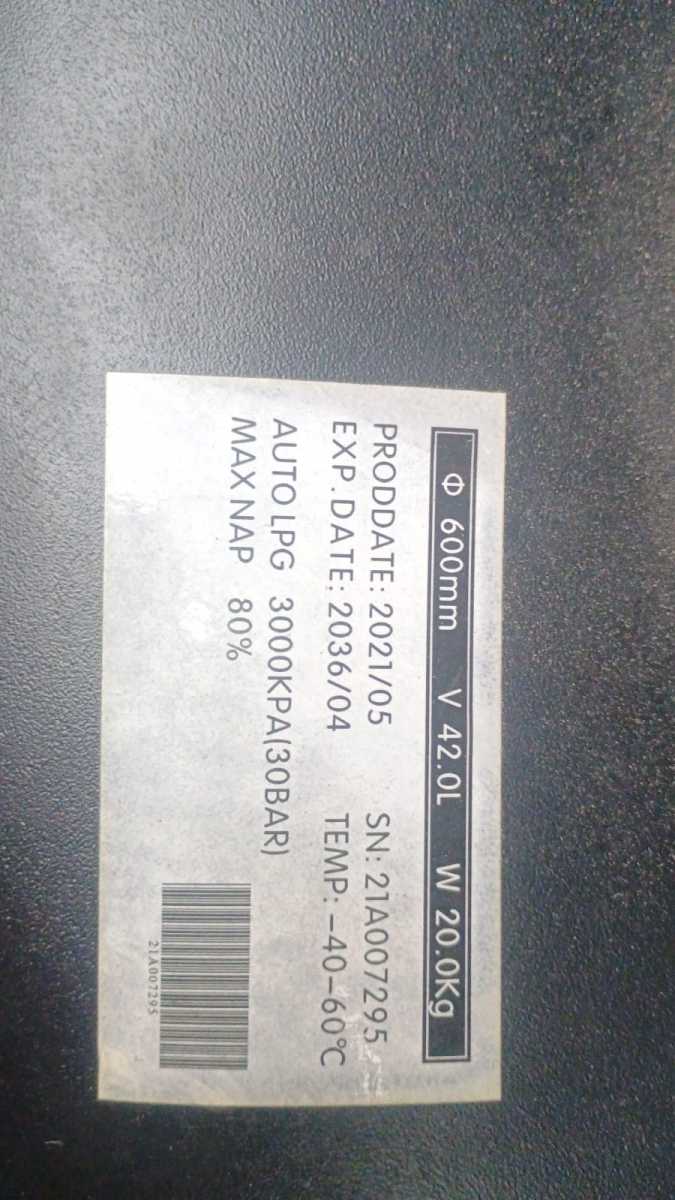 Φ 600mm V 42.0L W 20.0Kg
PRODDATE: 2021/05 SN: 21A007295
EXP.DATE: 2036/04 TEMP: -40-60℃
AUTO LPG 3000KPA(30BAR)
MAX NAP 80%
21A007295